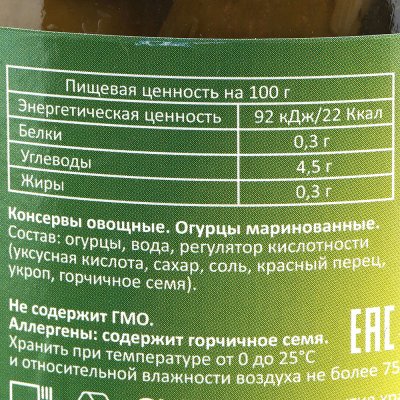 Пищевая ценность на 100 г
Энергетическая ценность 92 кДж/22 Ккал
Белки 0,3 г
Углеводы 4,5 г
Жиры 0,3 г
Консервы овощные. Огурцы маринованные.
Состав: огурцы, вода, регулятор кислотности
(уксусная кислота, сахар, соль, красный перец,
укроп, горчичное семя).
Не содержит ГМО.
Аллергены: содержит горчичное семя.
Хранить при температуре от 0 до 25°С
и относительной влажности воздуха не более 75
ЕАС